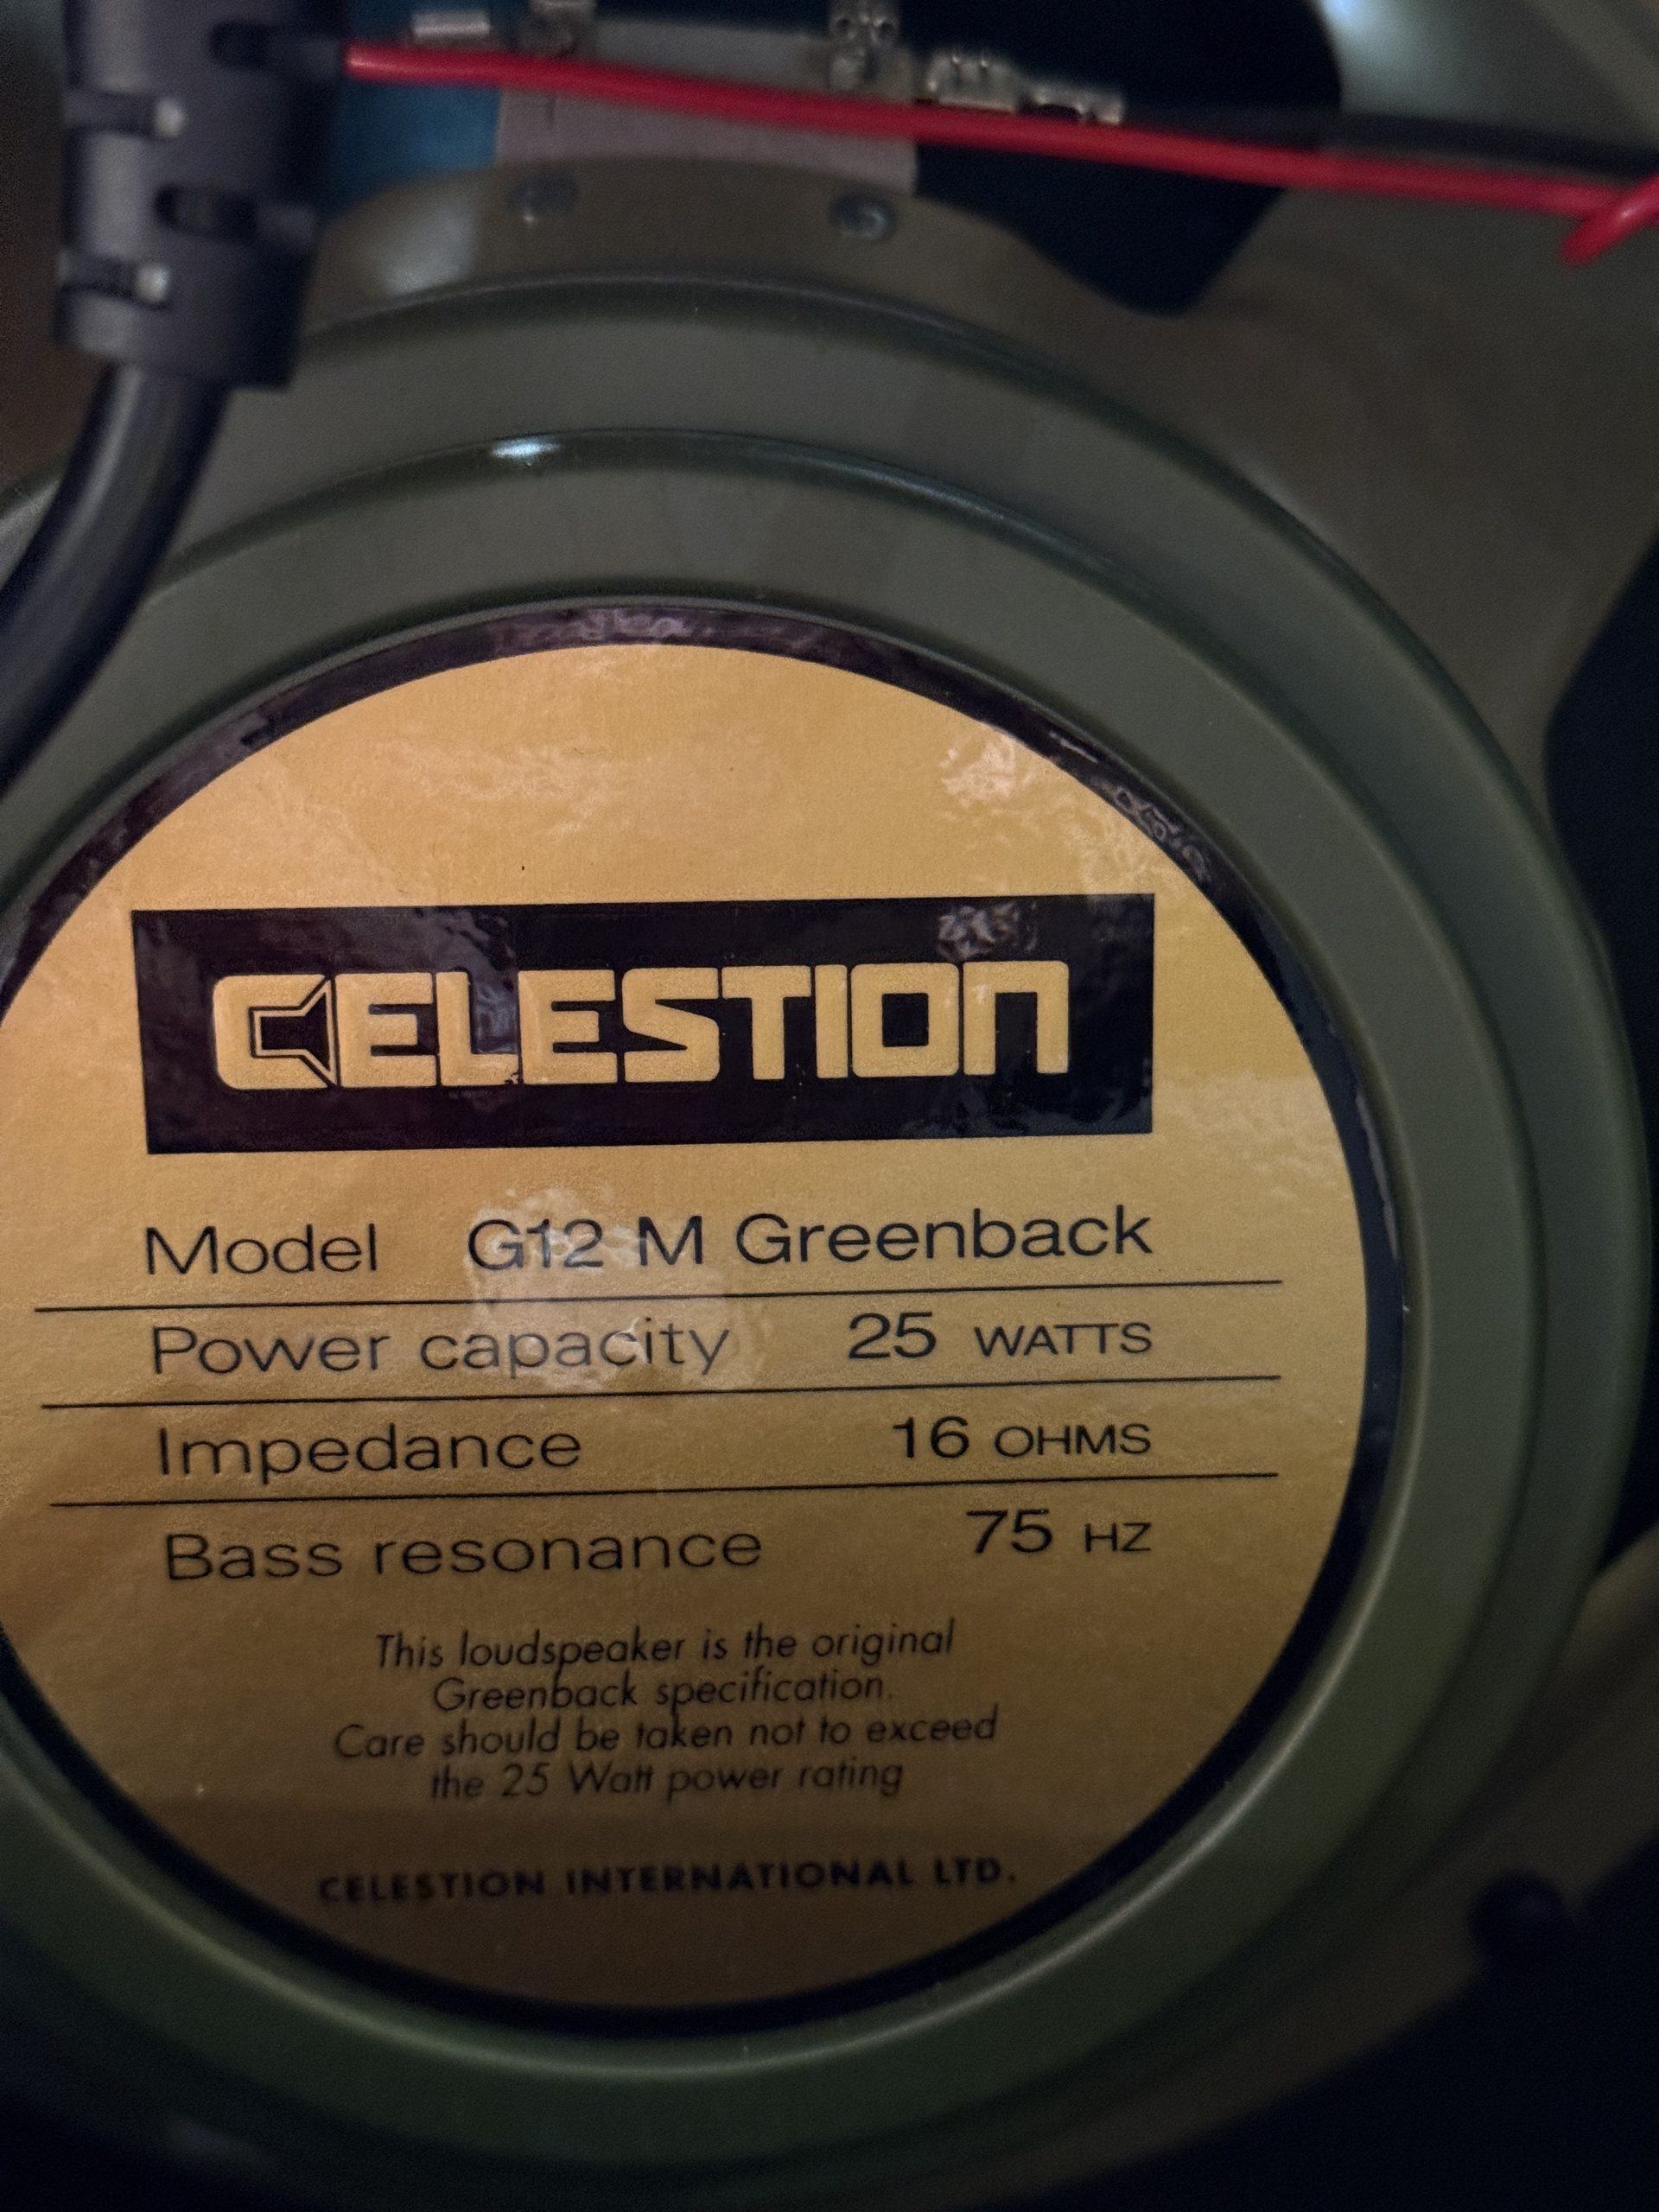 CELESTION
Model G12 M Greenback
Power capacity 25 WATTS
Impedance 16 OHMS
Bass resonance 75 HZ
This loudspeaker is the original
Greenback specification.
Care should be taken not to exceed
the 25 Watt power rating
CELESTION INTERNATIONAL LTD.